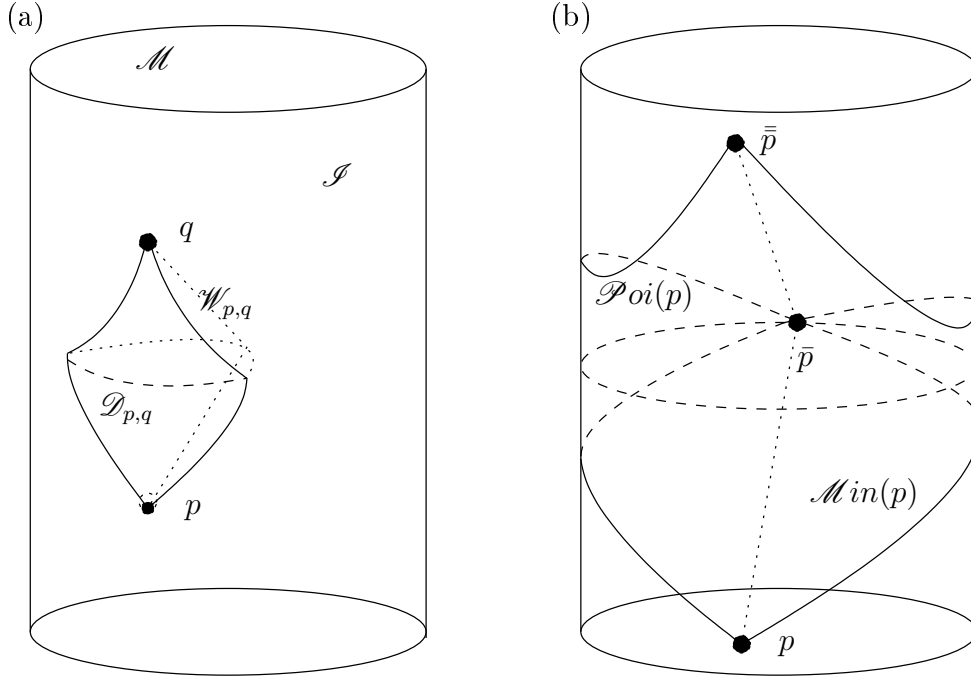 (a)
ℳ
ℐ
q
𝒲p,q
𝒟p,q
p
(b)
p̿
𝒫oi(p)
p̄
ℳin(p)
p